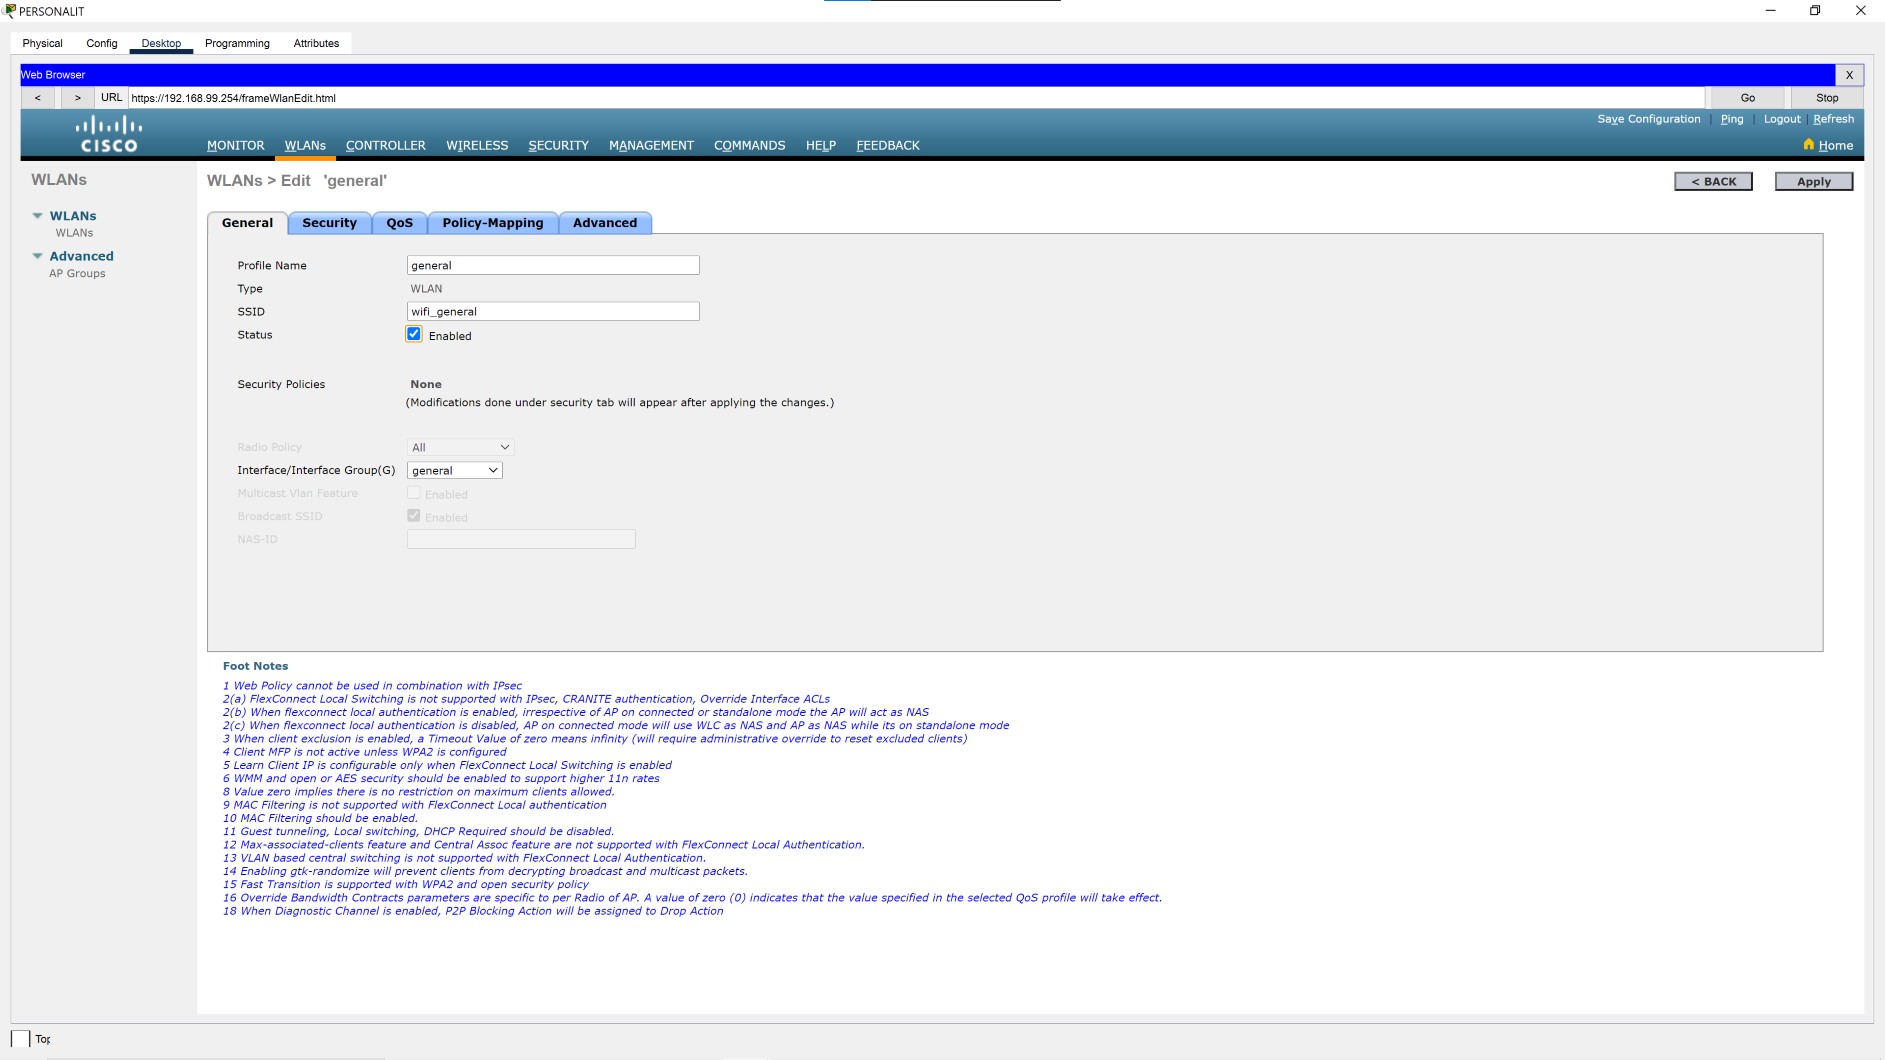 PERSONALIT
Physical Config Desktop Programming Attributes
Web Browser X
< > URL https://192.168.99.254/frameWlanEdit.html Go Stop
Save Configuration | Ping | Logout | Refresh
CISCO
MONITOR WLANs CONTROLLER WIRELESS SECURITY MANAGEMENT COMMANDS HELP FEEDBACK Home
WLANs
WLANs
WLANs
Advanced
AP Groups
WLANs > Edit 'general' < BACK Apply
General Security QoS Policy-Mapping Advanced
Profile Name general
Type WLAN
SSID wifi_general
Status Enabled
Security Policies None
(Modifications done under security tab will appear after applying the changes.)
Radio Policy All
Interface/Interface Group(G) general
Multicast Vlan Feature Enabled
Broadcast SSID Enabled
NAS-ID
Foot Notes
1 Web Policy cannot be used in combination with IPsec
2(a) FlexConnect Local Switching is not supported with IPsec, CRANITE authentication, Override Interface ACLs
2(b) When flexconnect local authentication is enabled, irrespective of AP on connected or standalone mode the AP will act as NAS
2(c) When flexconnect local authentication is disabled, AP on connected mode will use WLC as NAS and AP as NAS while its on standalone mode
3 When client exclusion is enabled, a Timeout Value of zero means infinity (will require administrative override to reset excluded clients)
4 Client MFP is not active unless WPA2 is configured
5 Learn Client IP is configurable only when FlexConnect Local Switching is enabled
6 WMM and open or AES security should be enabled to support higher 11n rates
8 Value zero implies there is no restriction on maximum clients allowed.
9 MAC Filtering is not supported with FlexConnect Local authentication
10 MAC Filtering should be enabled.
11 Guest tunneling, Local switching, DHCP Required should be disabled.
12 Max-associated-clients feature and Central Assoc feature are not supported with FlexConnect Local Authentication.
13 VLAN based central switching is not supported with FlexConnect Local Authentication.
14 Enabling gtk-randomize will prevent clients from decrypting broadcast and multicast packets.
15 Fast Transition is supported with WPA2 and open security policy
16 Override Bandwidth Contracts parameters are specific to per Radio of AP. A value of zero (0) indicates that the value specified in the selected QoS profile will take effect.
18 When Diagnostic Channel is enabled, P2P Blocking Action will be assigned to Drop Action
Top